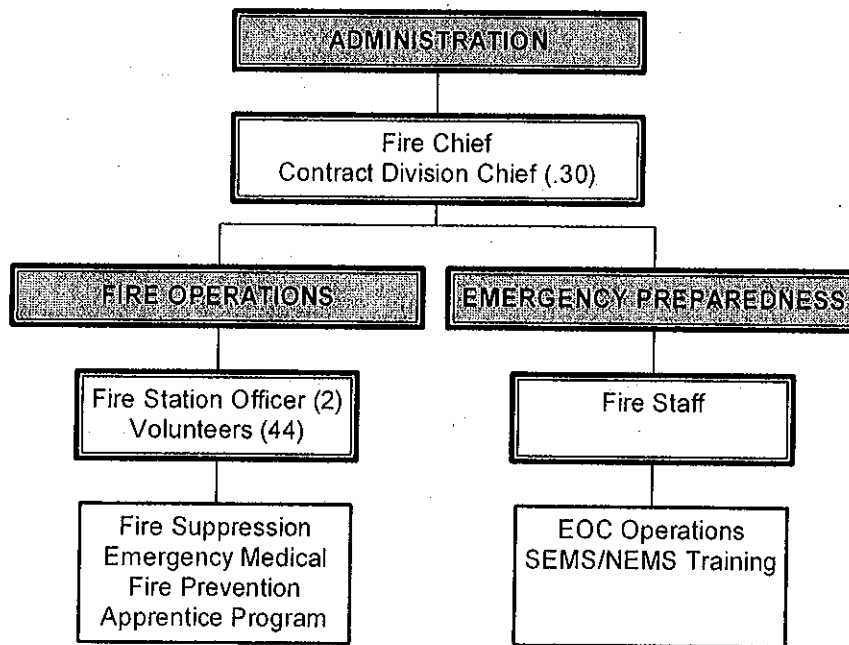 ADMINISTRATION
Fire Chief
Contract Division Chief (.30)
FIRE OPERATIONS
EMERGENCY PREPAREDNESS
Fire Station Officer (2)
Volunteers (44)
Fire Staff
Fire Suppression
Emergency Medical
Fire Prevention
Apprentice Program
EOC Operations
SEMS/NEMS Training